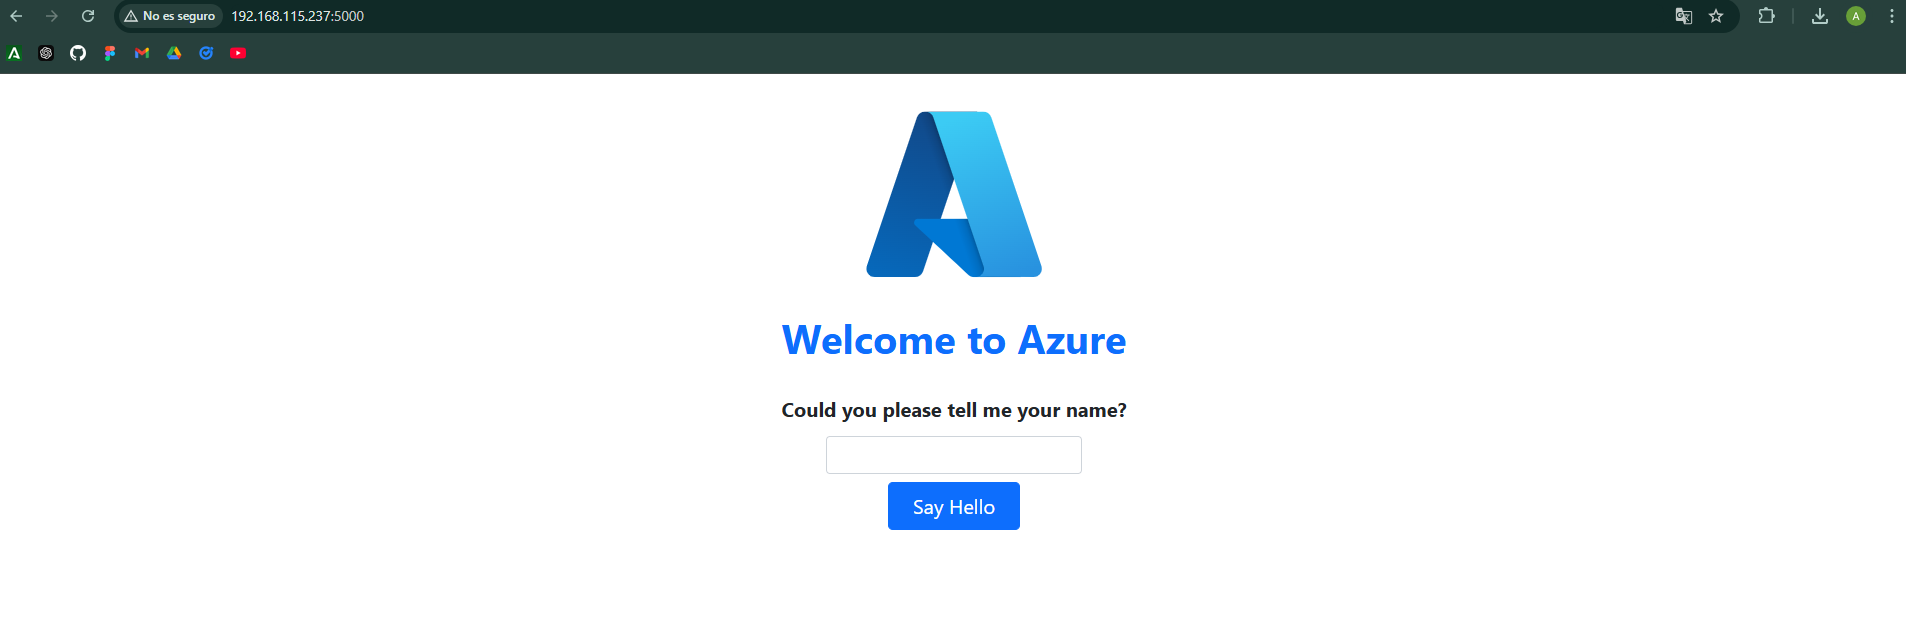 No es seguro 192.168.115.237:5000
A
Welcome to Azure
Could you please tell me your name?
Say Hello